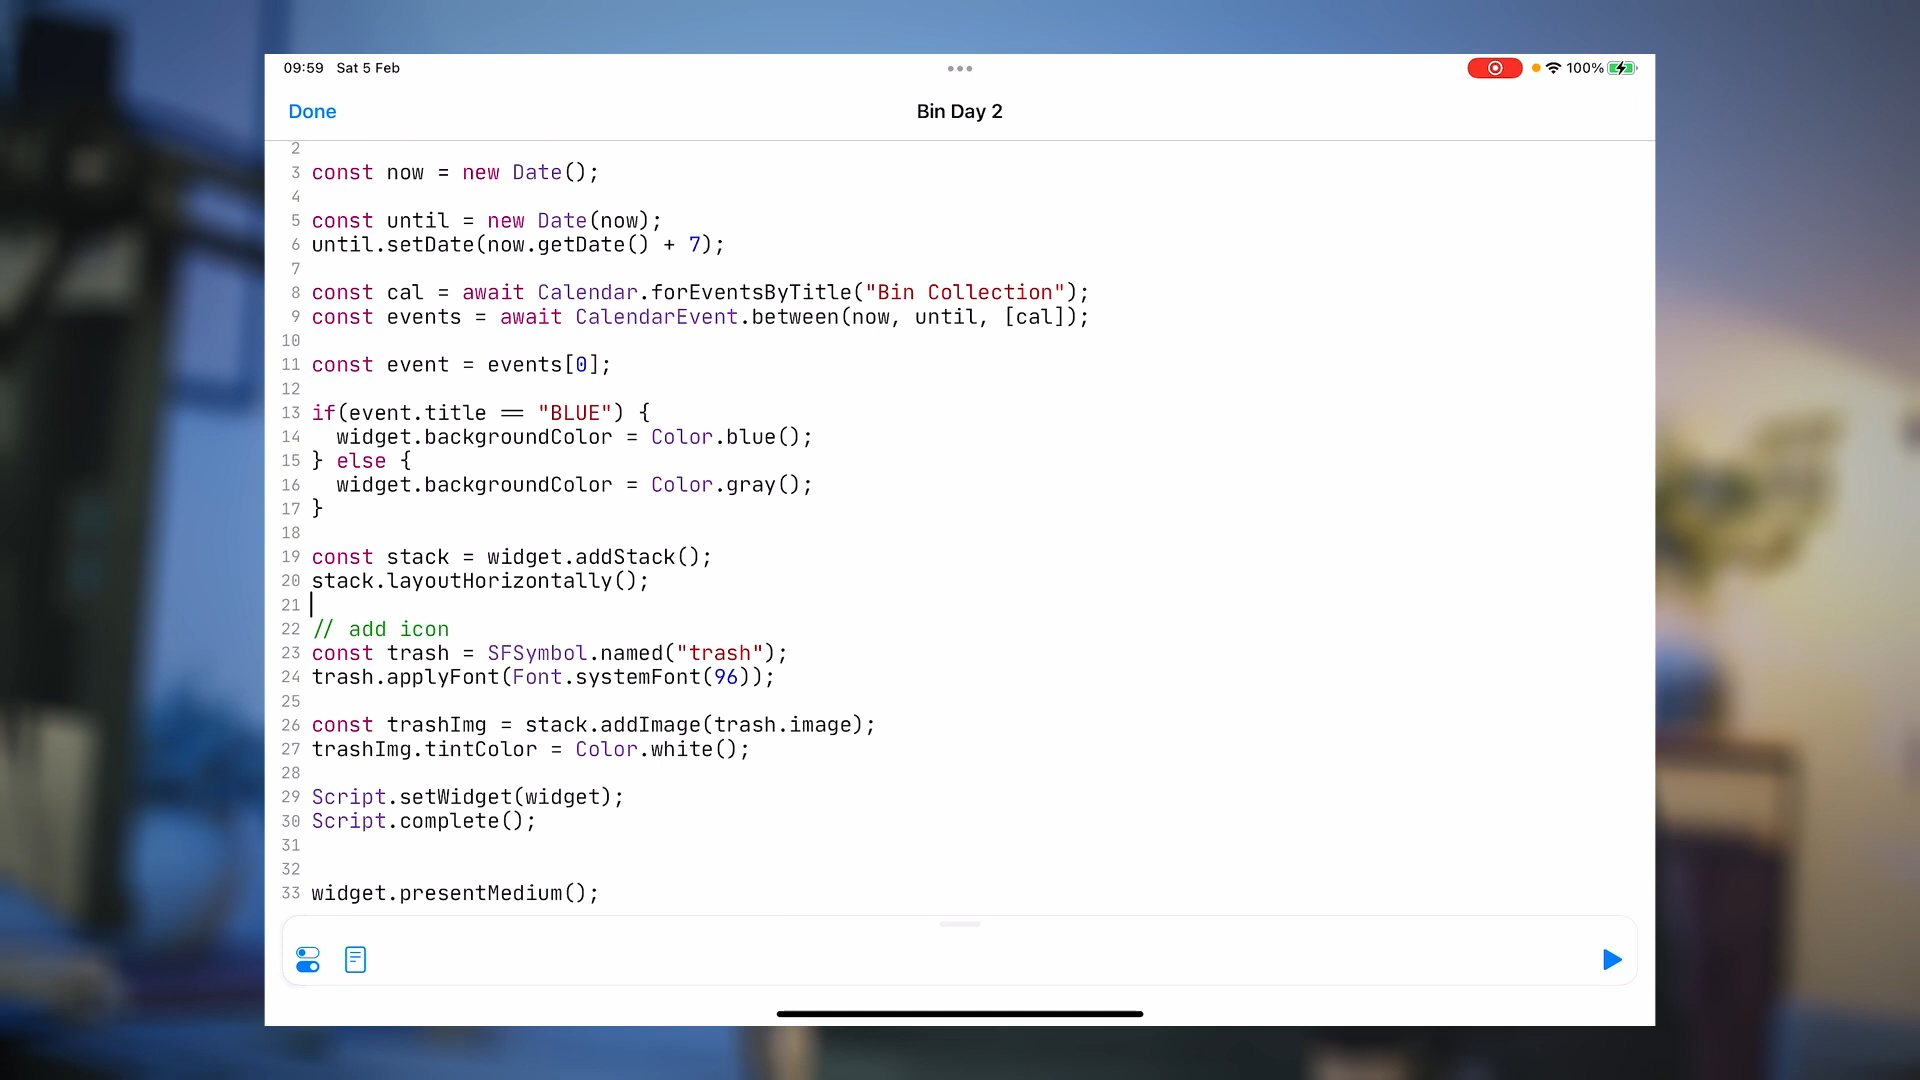 09:59 Sat 5 Feb
100%
Done
Bin Day 2
2
3 const now = new Date();
4
5 const until = new Date(now);
6 until.setDate(now.getDate() + 7);
7
8 const cal = await Calendar.forEventsByTitle("Bin Collection");
9 const events = await CalendarEvent.between(now, until, [cal]);
10
11 const event = events[0];
12
13 if(event.title == "BLUE") {
14   widget.backgroundColor = Color.blue();
15 } else {
16   widget.backgroundColor = Color.gray();
17 }
18
19 const stack = widget.addStack();
20 stack.layoutHorizontally();
21
22 // add icon
23 const trash = SFSymbol.named("trash");
24 trash.applyFont(Font.systemFont(96));
25
26 const trashImg = stack.addImage(trash.image);
27 trashImg.tintColor = Color.white();
28
29 Script.setWidget(widget);
30 Script.complete();
31
32
33 widget.presentMedium();